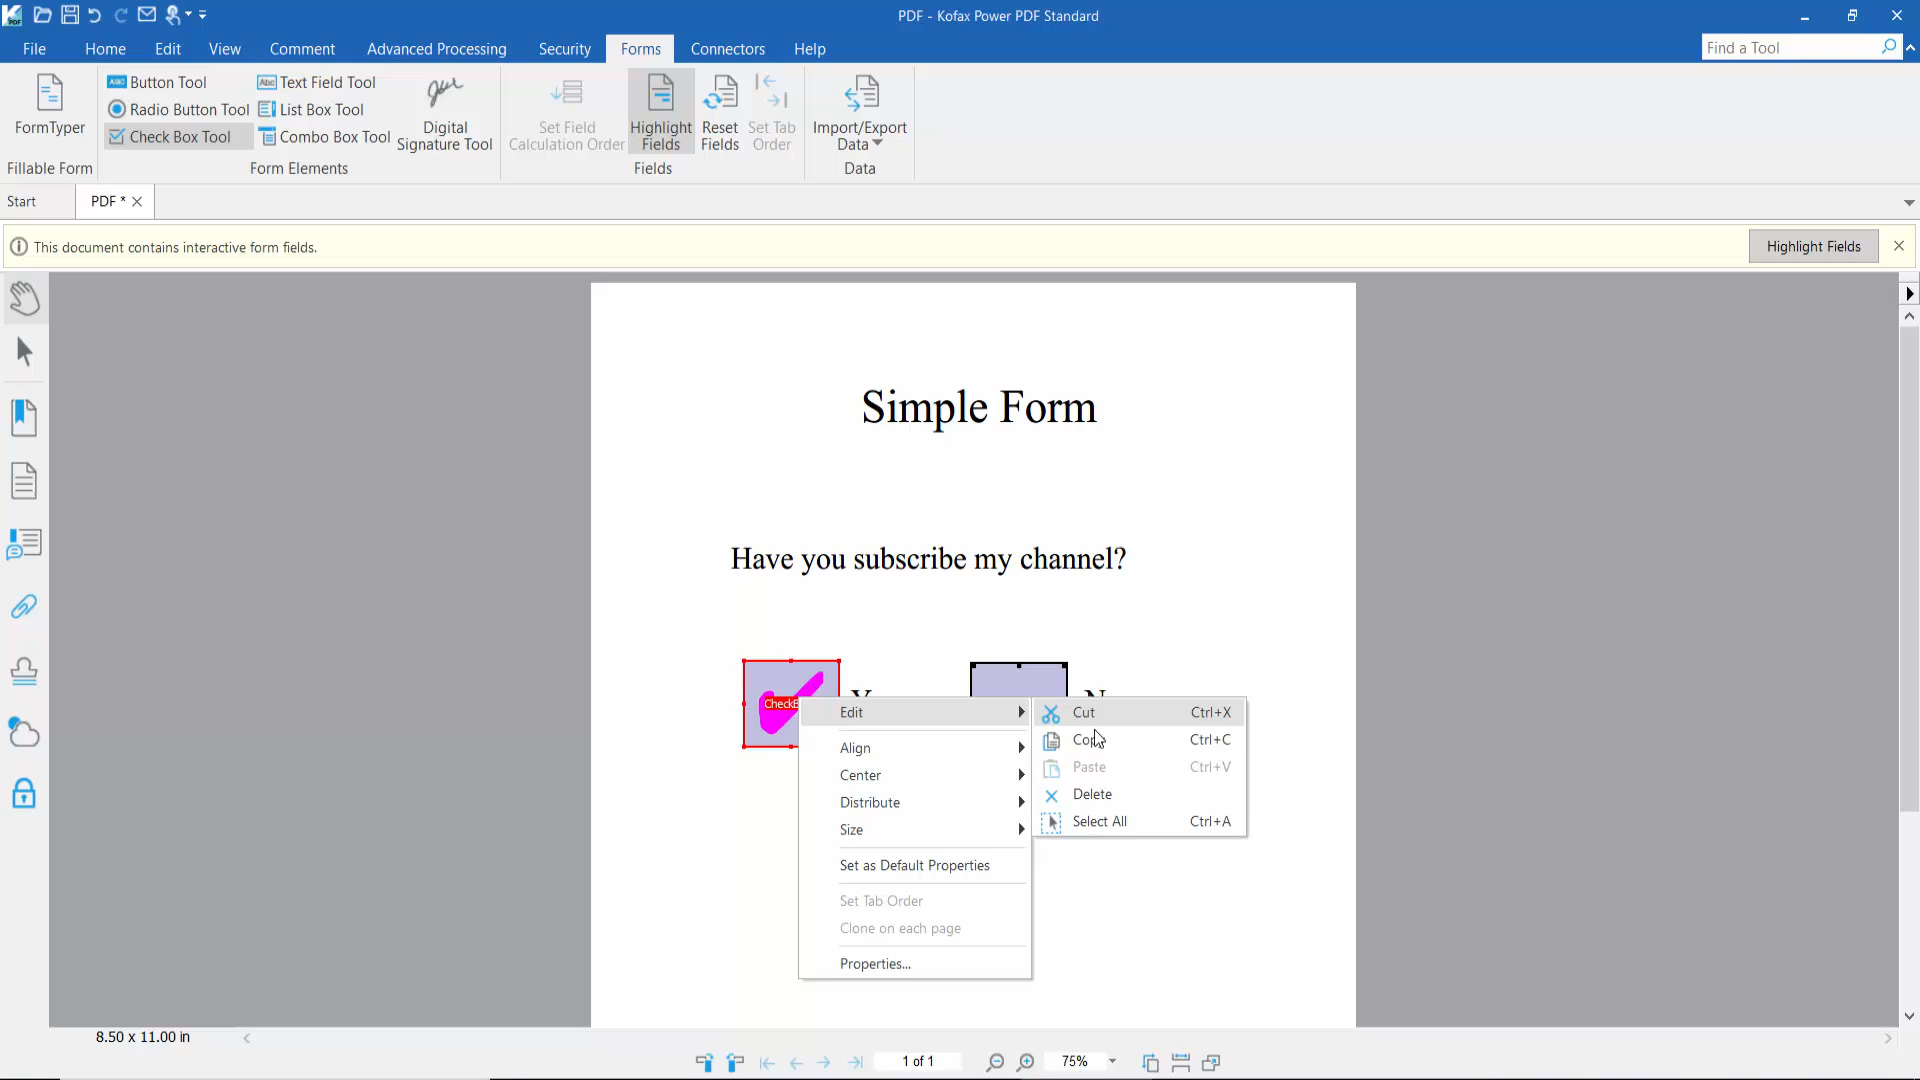 PDF - Kofax Power PDF Standard
File Home Edit View Comment Advanced Processing Security Forms Connectors Help
Find a Tool
FormTyper
Fillable Form
Button Tool
Radio Button Tool
Check Box Tool
Text Field Tool
List Box Tool
Combo Box Tool
Digital
Signature Tool
Form Elements
Set Field
Calculation Order
Highlight
Fields
Reset
Fields
Set Tab
Order
Fields
Import/Export
Data
Data
Start
PDF *
This document contains interactive form fields.
Highlight Fields
Simple Form
Have you subscribe my channel?
Edit
Align
Center
Distribute
Size
Set as Default Properties
Set Tab Order
Clone on each page
Properties...
Cut Ctrl+X
Copy Ctrl+C
Paste Ctrl+V
Delete
Select All Ctrl+A
8.50 x 11.00 in
1 of 1
75%